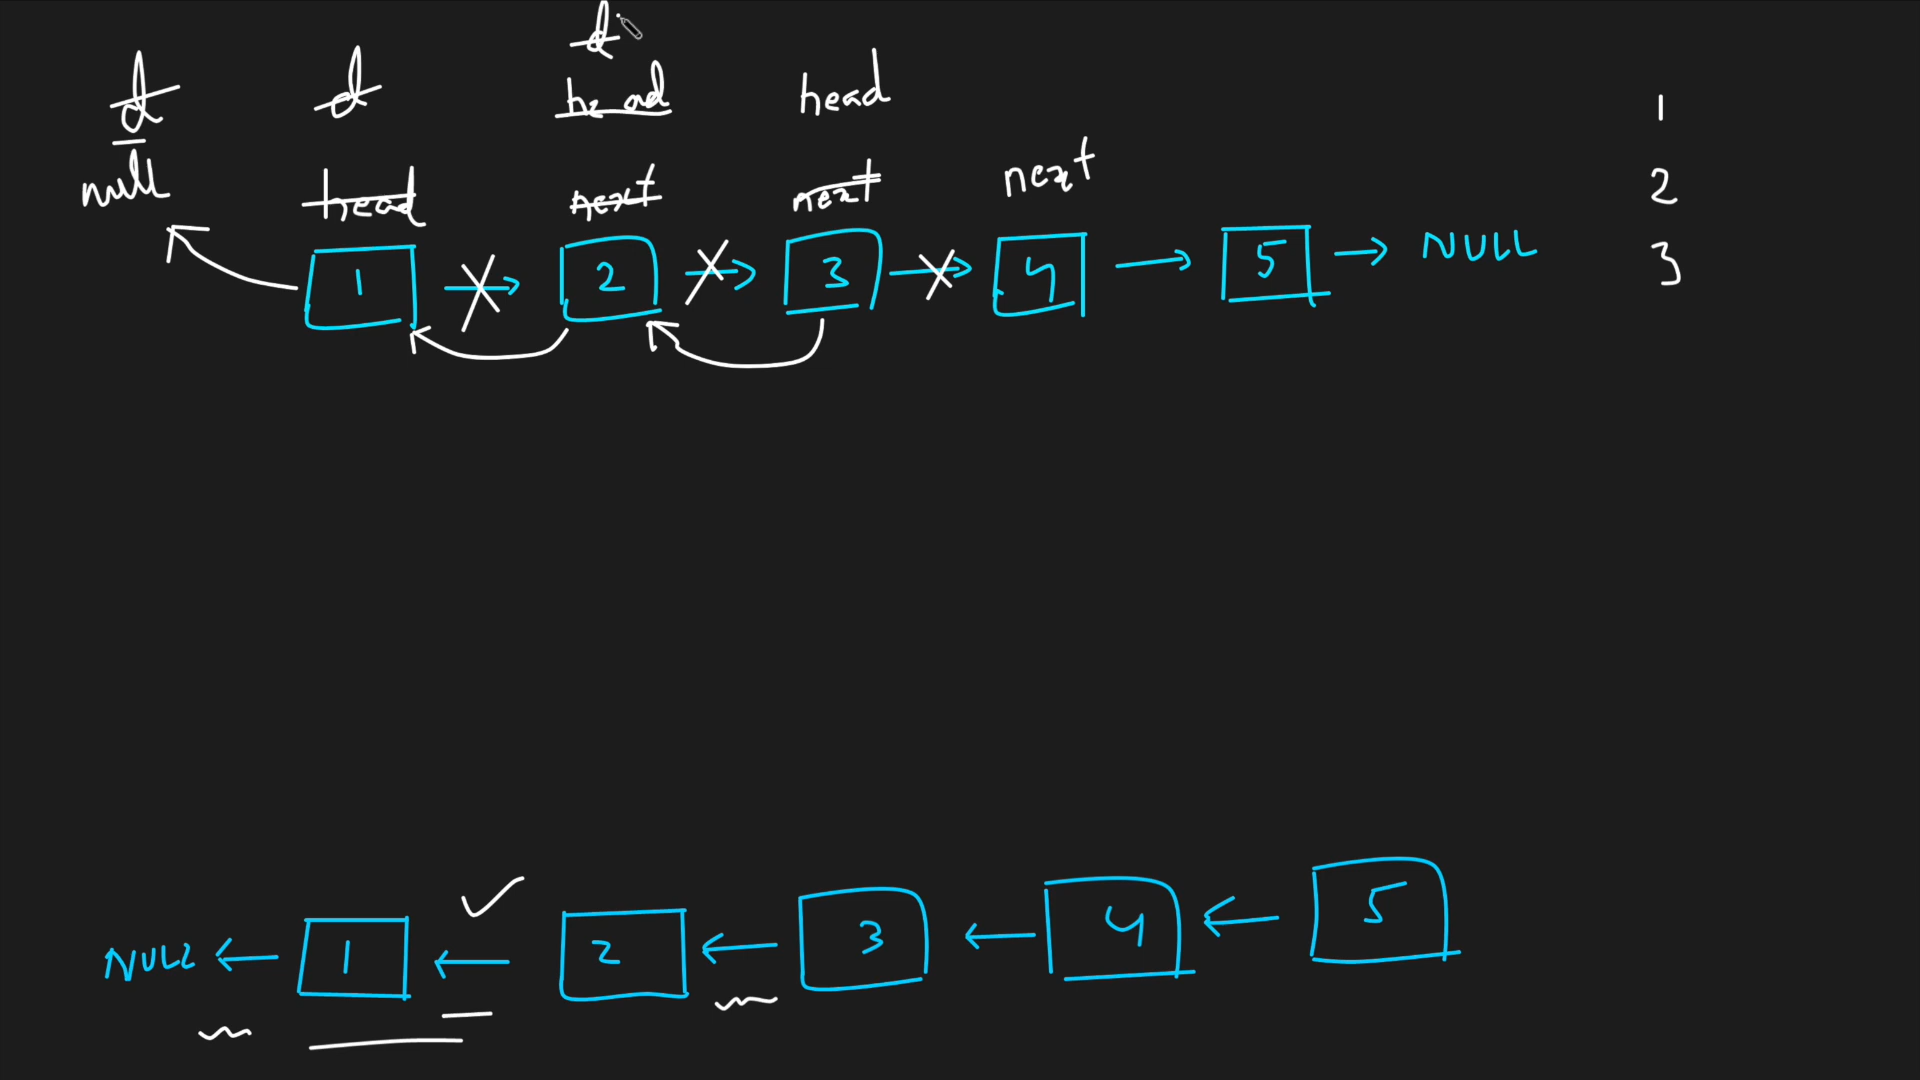 d
d d head head 1
null head next next next 2
1 → 2 → 3 → 4 → 5 → NULL 3
NULL ← 1 ← 2 ← 3 ← 4 ← 5